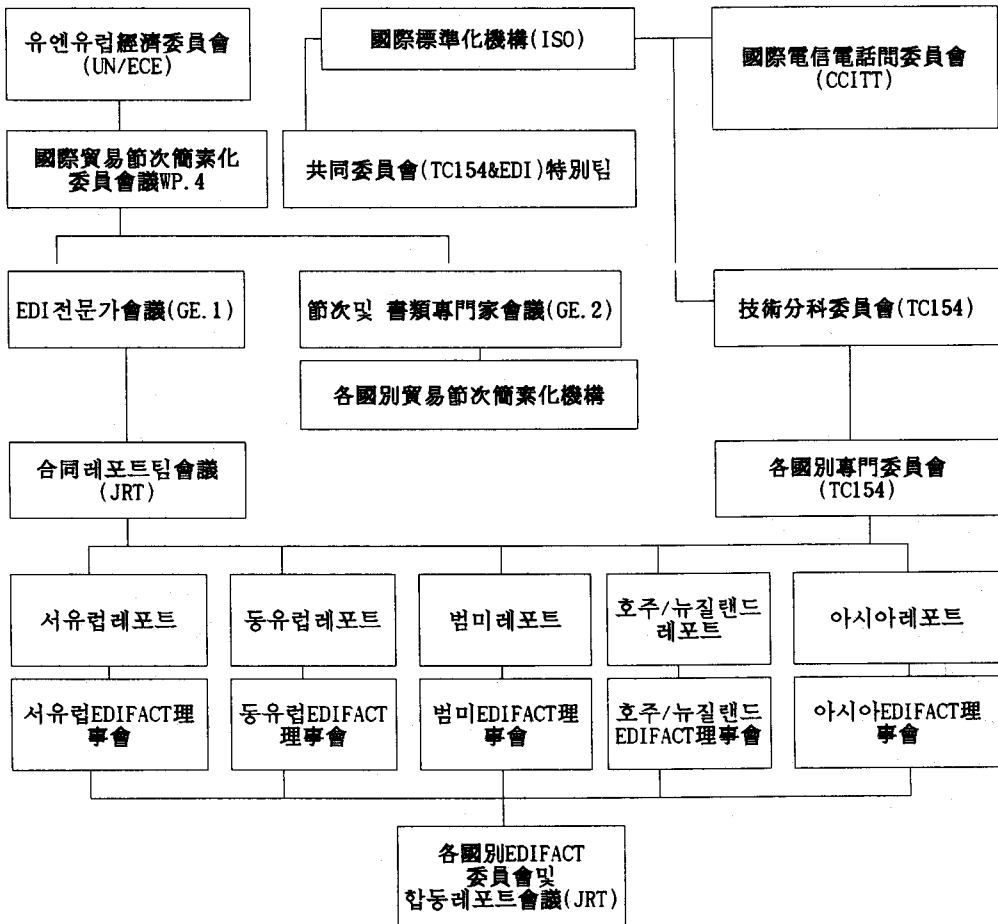 유엔유럽經濟委員會
(UN/ECE)
國際標準化機構(ISO)
國際電信電話問委員會
(CCITT)
國際貿易節次簡素化
委員會議WP.4
共同委員會(TC154&EDI)特別팀
EDI전문가會議(GE.1)
節次및 書類專門家會議(GE.2)
技術分科委員會(TC154)
各國別貿易節次簡素化機構
合同레포트팀會議
(JRT)
各國別專門委員會
(TC154)
서유럽레포트
동유럽레포트
범미레포트
호주/뉴질랜드
레포트
아시아레포트
서유럽EDIFACT理
事會
동유럽EDIFACT
理事會
범미EDIFACT理
事會
호주/뉴질랜드
EDIFACT理事會
아시아EDIFACT理
事會
各國別EDIFACT
委員會및
합동레포트會議(JRT)